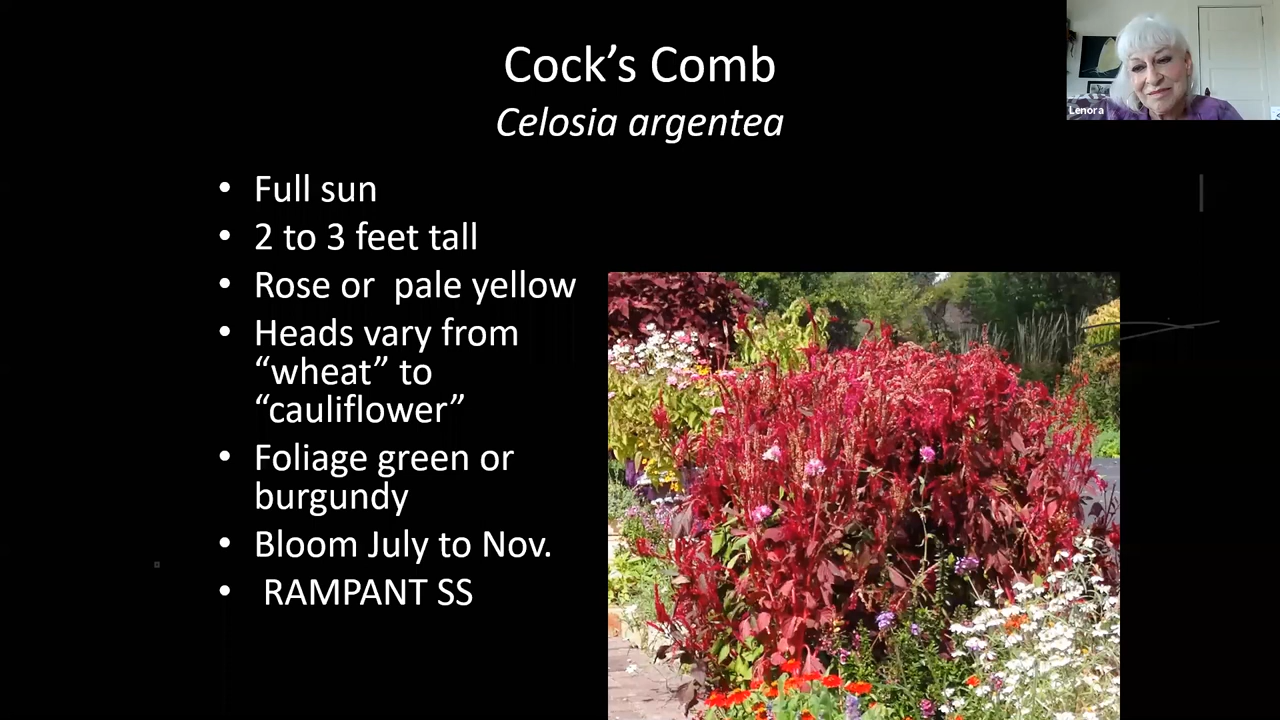 Cock’s Comb
Celosia argentea
Lenora
• Full sun
• 2 to 3 feet tall
• Rose or  pale yellow
• Heads vary from
“wheat” to
“cauliflower”
• Foliage green or
burgundy
• Bloom July to Nov.
•  RAMPANT SS